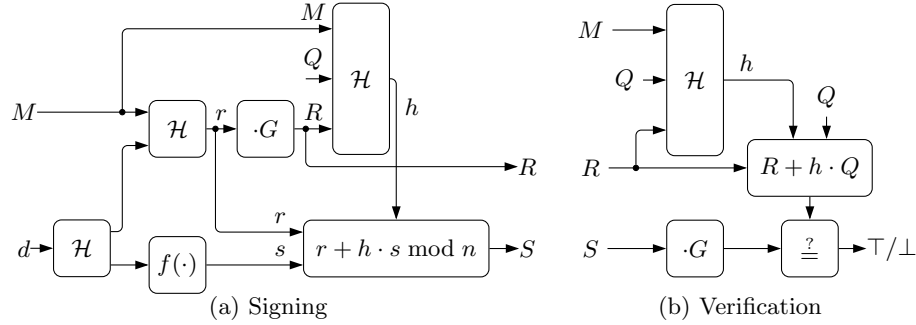 M
Q
H
h
M
r
R
H
·G
R
r
d
H
f(·)
s
r + h · s mod n
S
(a) Signing
M
Q
H
h
Q
R
R + h · Q
S
·G
?
=
⊤/⊥
(b) Verification